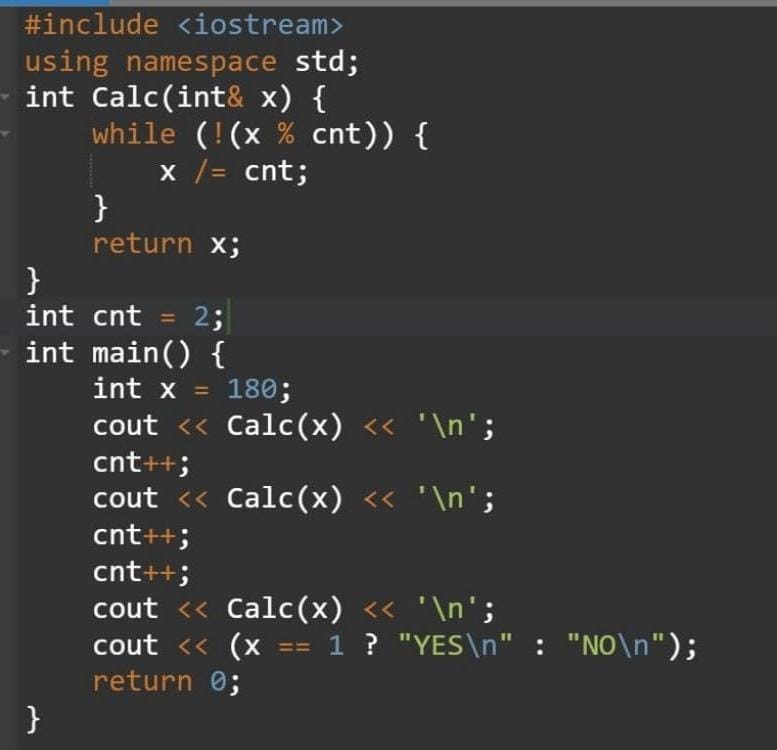 #include <iostream>
using namespace std;
int Calc(int& x) {
    while (!(x % cnt)) {
        x /= cnt;
    }
    return x;
}
int cnt = 2;
int main() {
    int x = 180;
    cout << Calc(x) << '\n';
    cnt++;
    cout << Calc(x) << '\n';
    cnt++;
    cnt++;
    cout << Calc(x) << '\n';
    cout << (x == 1 ? "YES\n" : "NO\n");
    return 0;
}